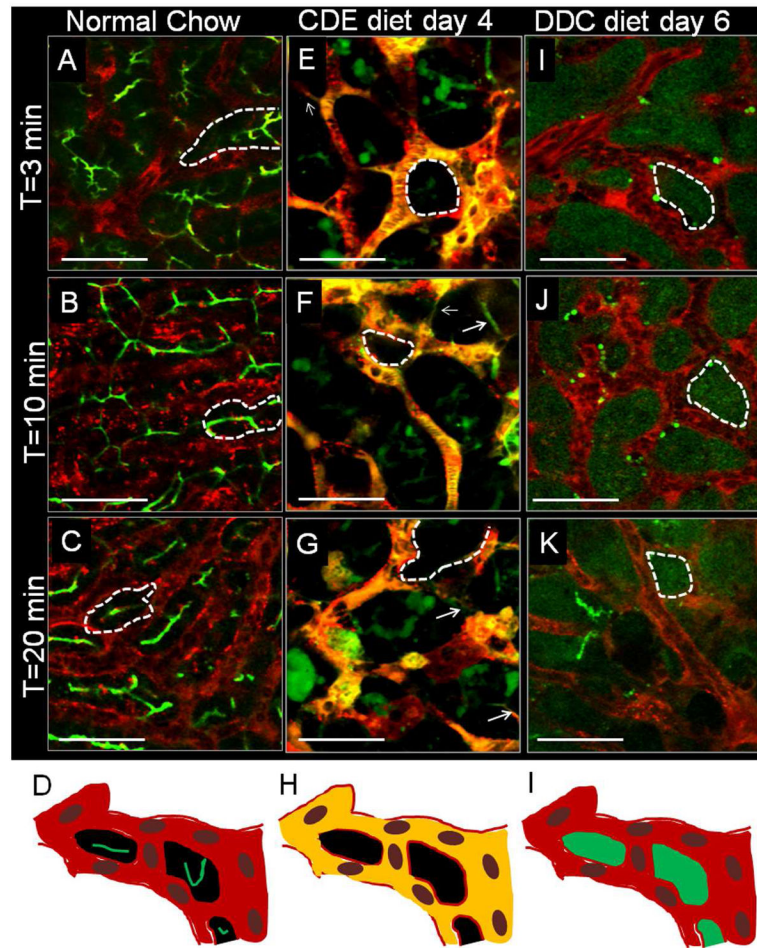 Normal Chow CDE diet day 4 DDC diet day 6
T=3 min
A E I
T=10 min
B F J
T=20 min
C G K
D H I